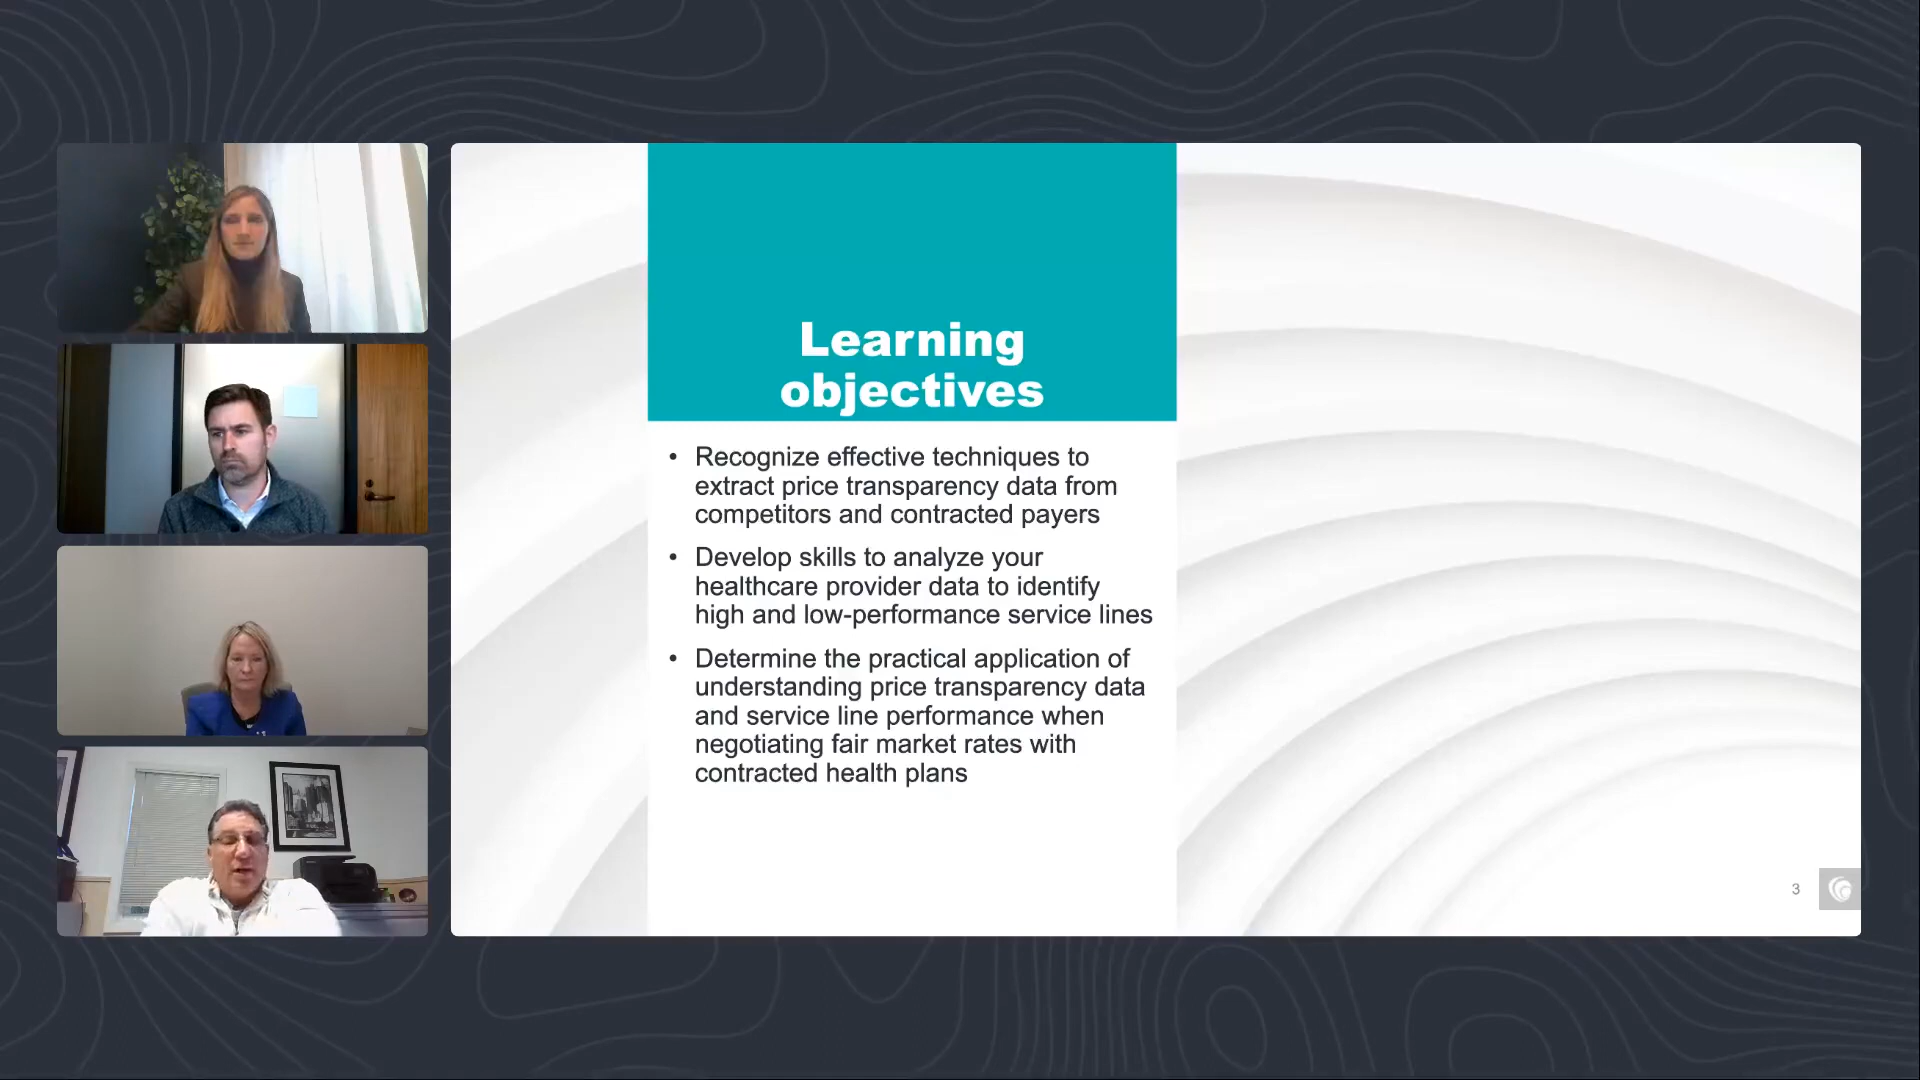 Learning
objectives
• Recognize effective techniques to
extract price transparency data from
competitors and contracted payers
• Develop skills to analyze your
healthcare provider data to identify
high and low-performance service lines
• Determine the practical application of
understanding price transparency data
and service line performance when
negotiating fair market rates with
contracted health plans
3